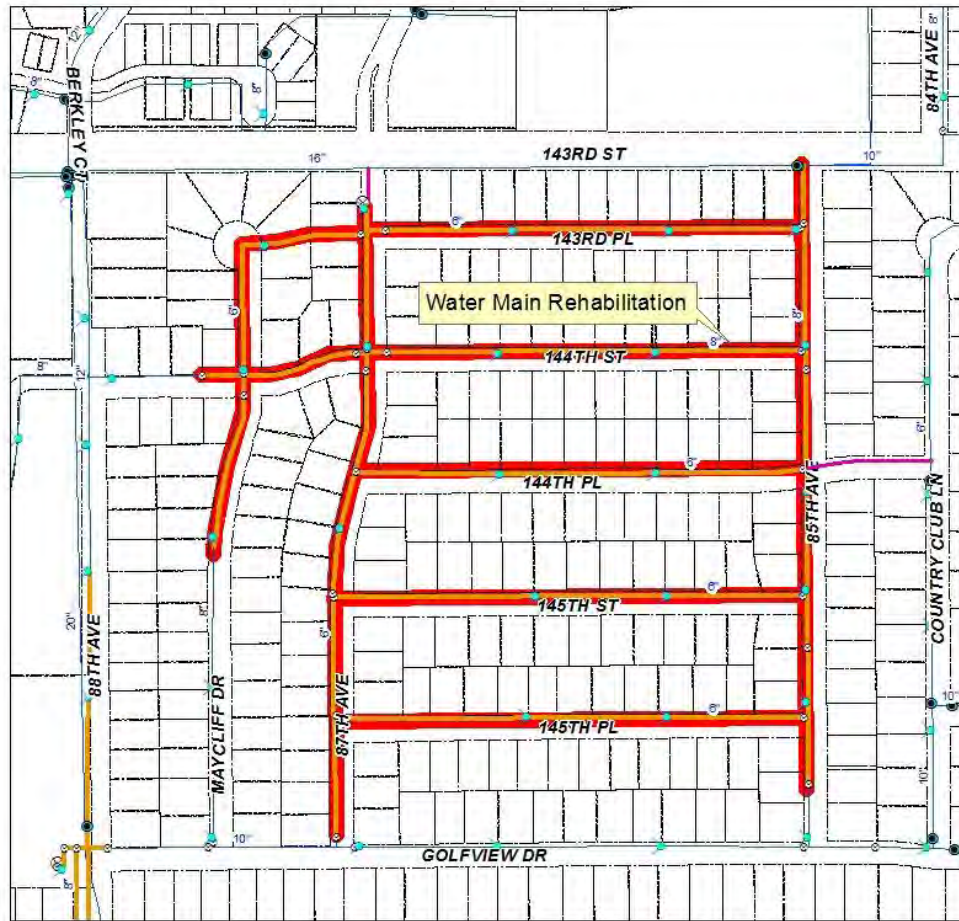 12"
8"
8"
BERKLEY CT
84TH AVE
8'
16"
143RD ST
10"
6"
143RD PL
Water Main Rehabilitation
6"
8"
8"
144TH ST
8"
12"
6"
6"
144TH PL
85TH AVE
COUNTRY CLUB LN
6"
145TH ST
20"
88TH AVE
8"
6"
MAYCLIFF DR
87TH AVE
6"
145TH PL
10"
10"
10"
GOLFVIEW DR
8"